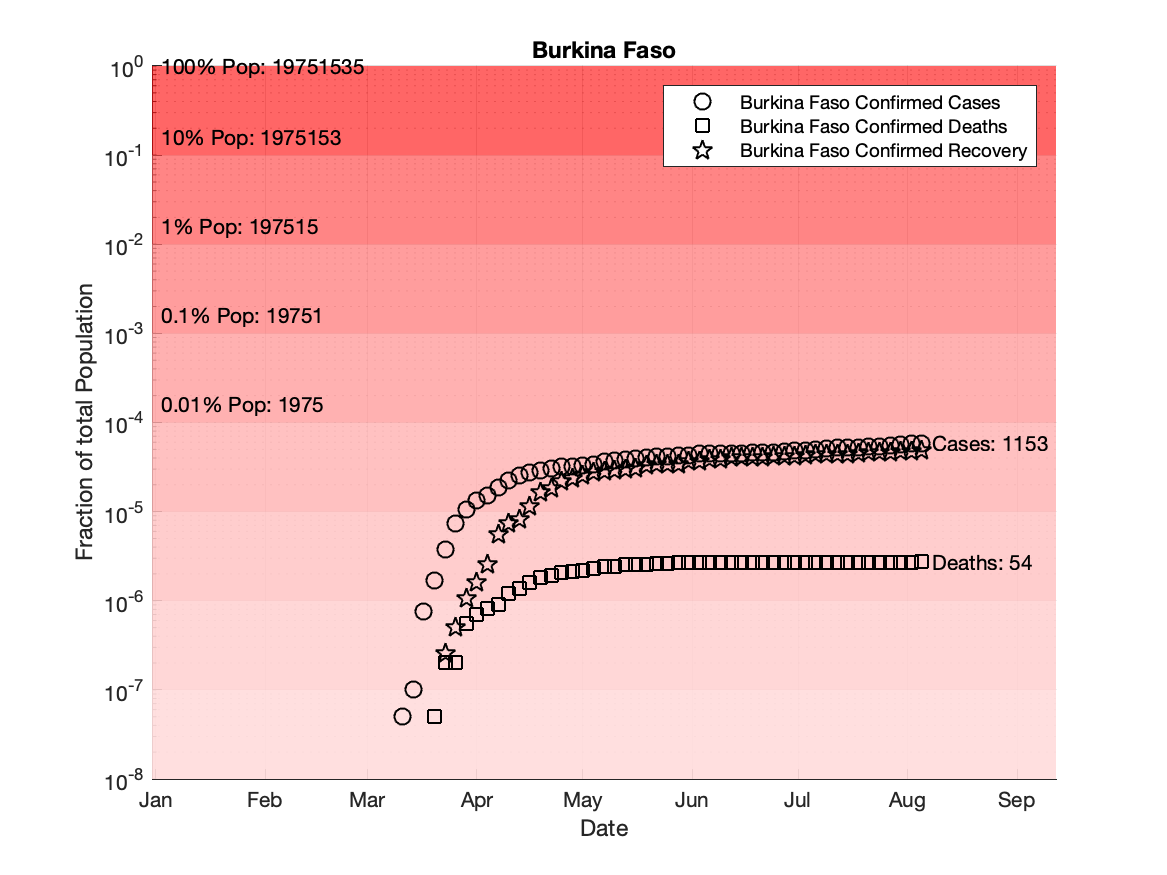 Burkina Faso
10^0
100% Pop: 19751535
Burkina Faso Confirmed Cases
Burkina Faso Confirmed Deaths
Burkina Faso Confirmed Recovery
10% Pop: 1975153
10^-1
1% Pop: 197515
10^-2
0.1% Pop: 19751
10^-3
0.01% Pop: 1975
10^-4
Cases: 1153
10^-5
Deaths: 54
10^-6
10^-7
10^-8
Fraction of total Population
Jan Feb Mar Apr May Jun Jul Aug Sep
Date